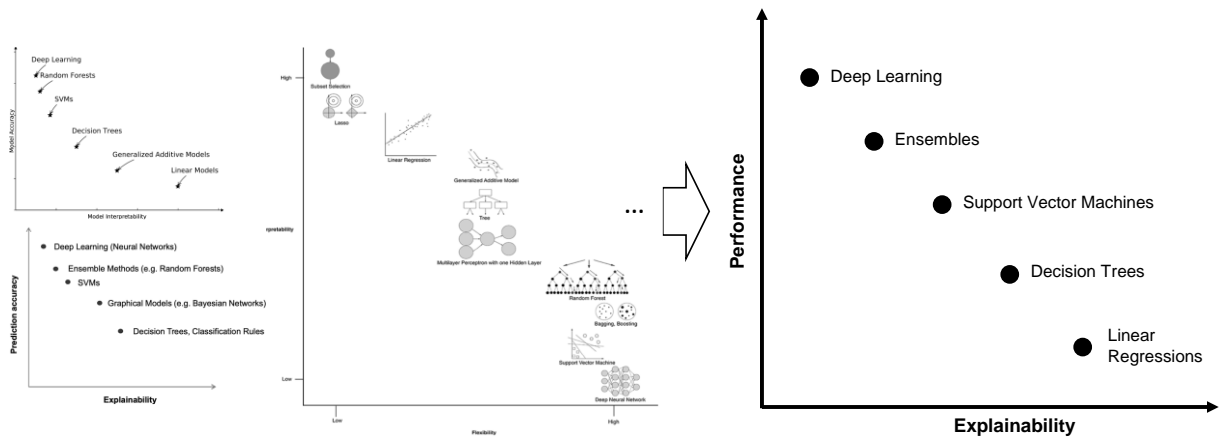 Deep Learning
Random Forests
SVMs
Decision Trees
Generalized Additive Models
Linear Models
Model Accuracy
Model Interpretability
Deep Learning (Neural Networks)
Ensemble Methods (e.g. Random Forests)
SVMs
Graphical Models (e.g. Bayesian Networks)
Decision Trees, Classification Rules
Prediction accuracy
Explainability
High
Subset Selection
Lasso
Linear Regression
Generalized Additive Model
Tree
rpretability
Multilayer Perceptron with one Hidden Layer
Random Forest
Bagging, Boosting
Support Vector Machine
Deep Neural Network
Low
Low
High
Flexibility
...
Performance
Deep Learning
Ensembles
Support Vector Machines
Decision Trees
Linear
Regressions
Explainability